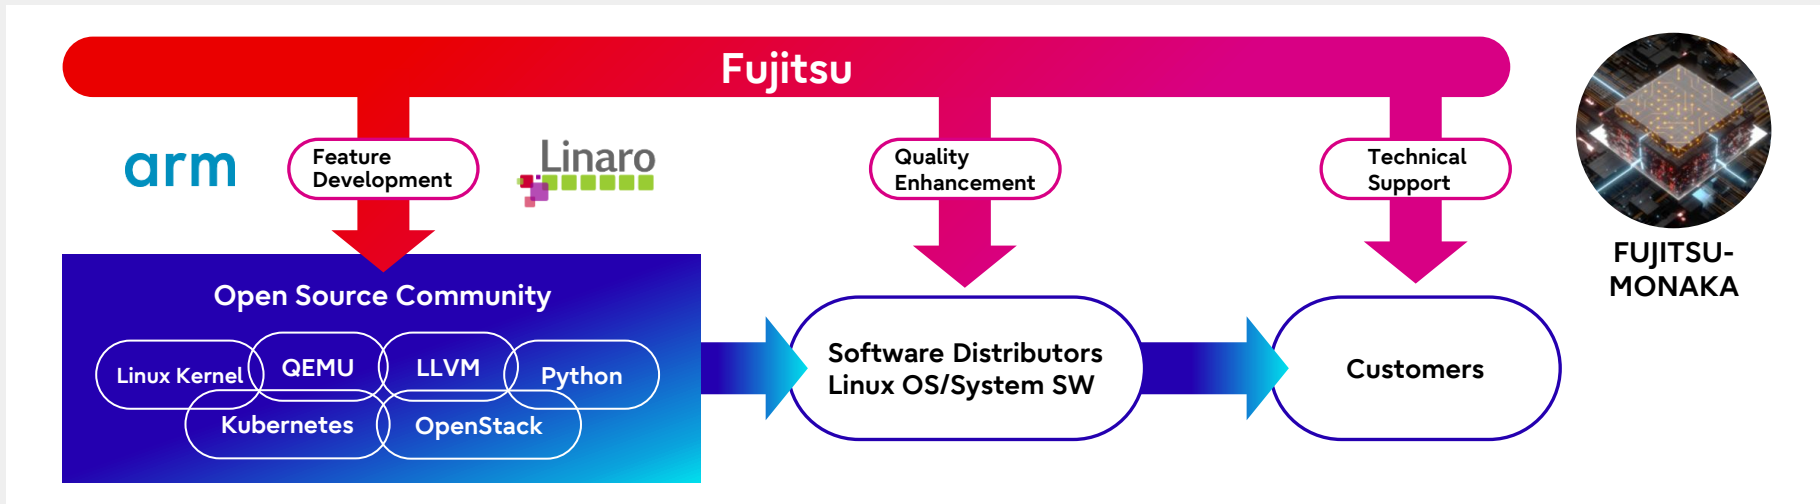 Fujitsu
arm
Feature
Development
Linaro
Quality
Enhancement
Technical
Support
FUJITSU-
MONAKA
Open Source Community
Linux Kernel
QEMU
LLVM
Python
Kubernetes
OpenStack
Software Distributors
Linux OS/System SW
Customers